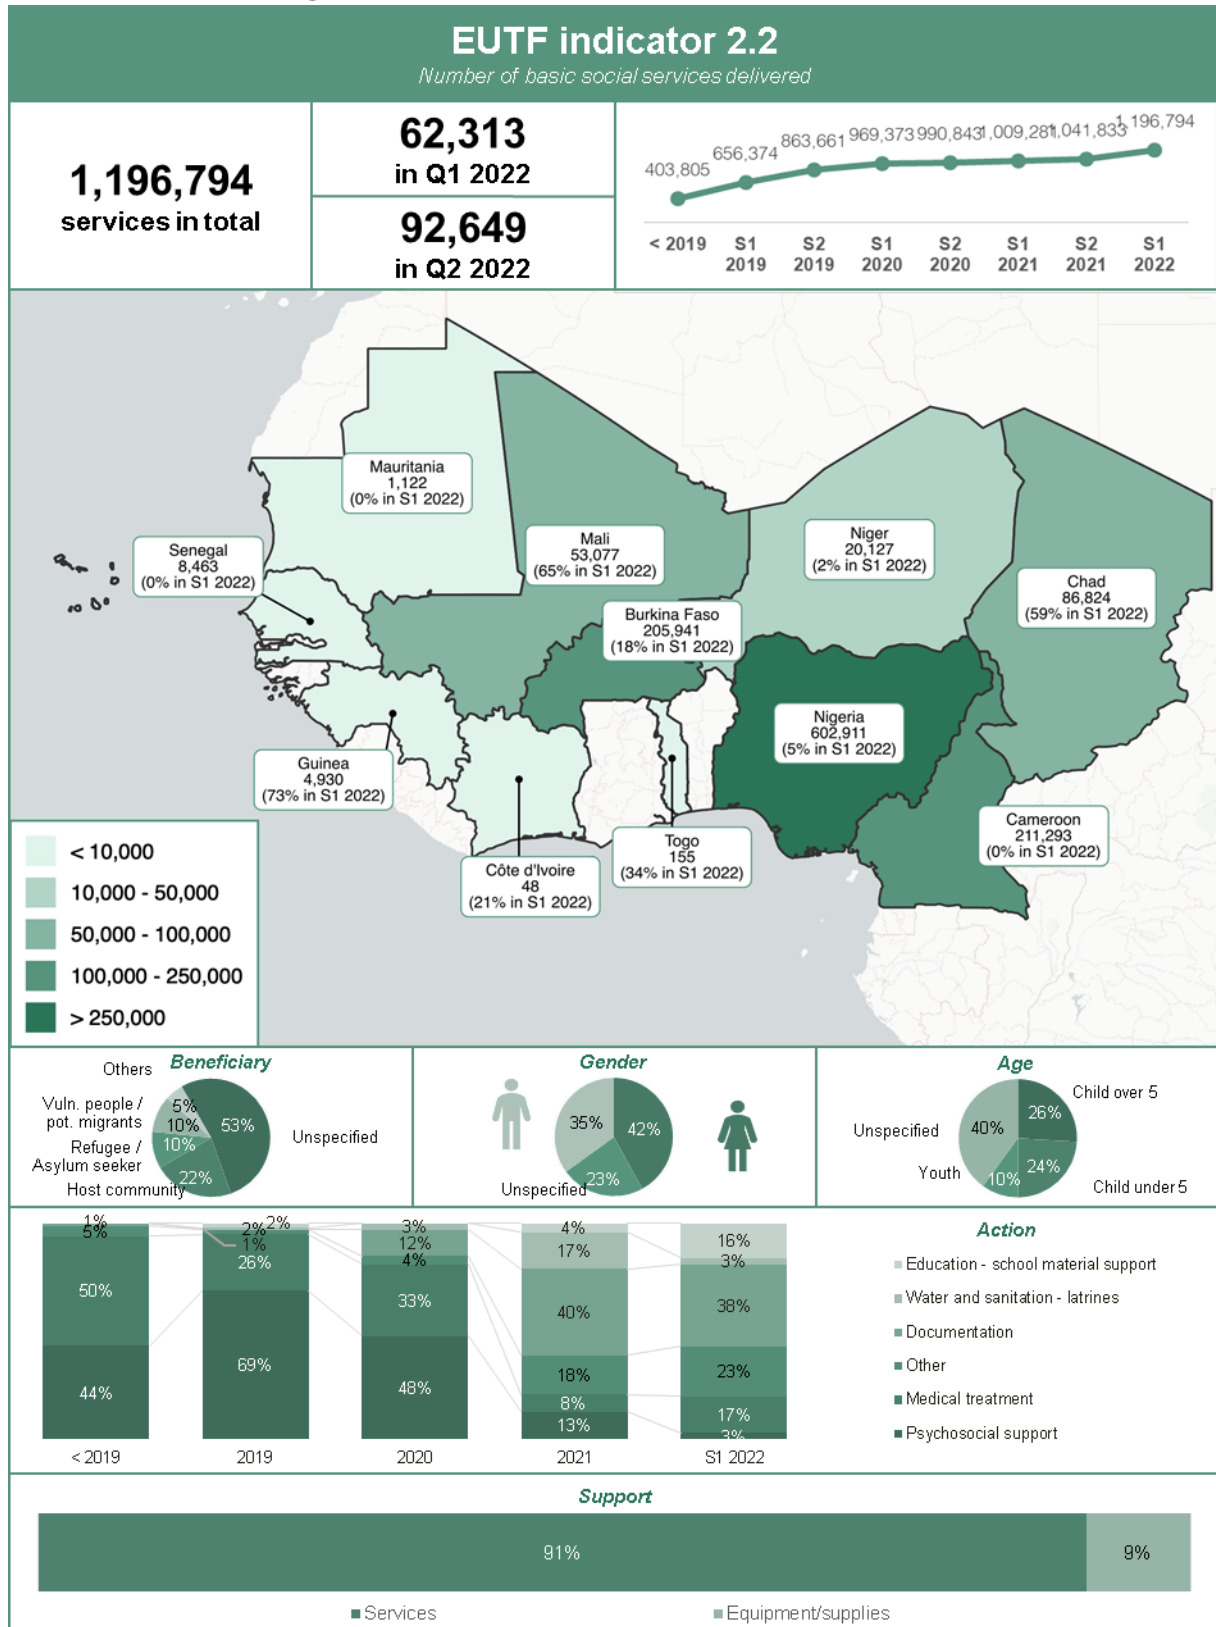 EUTF indicator 2.2
Number of basic social services delivered
1,196,794
services in total
62,313
in Q1 2022
92,649
in Q2 2022
403,805
656,374
863,661
969,373
990,843
1,009,281
1,041,833
1,196,794
< 2019
S1
2019
S2
2019
S1
2020
S2
2020
S1
2021
S2
2021
S1
2022
Mauritania
1,122
(0% in S1 2022)
Senegal
8,463
(0% in S1 2022)
Mali
53,077
(65% in S1 2022)
Niger
20,127
(2% in S1 2022)
Chad
86,824
(59% in S1 2022)
Burkina Faso
205,941
(18% in S1 2022)
Nigeria
602,911
(5% in S1 2022)
Guinea
4,930
(73% in S1 2022)
Cameroon
211,293
(0% in S1 2022)
Togo
155
(34% in S1 2022)
Côte d'Ivoire
48
(21% in S1 2022)
< 10,000
10,000 - 50,000
50,000 - 100,000
100,000 - 250,000
> 250,000
Beneficiary
Others
Vuln. people /
pot. migrants
Refugee /
Asylum seeker
Host community
Unspecified
5%
10%
10%
22%
53%
Gender
35%
42%
23%
Unspecified
Age
Child over 5
Unspecified
Youth
Child under 5
26%
40%
24%
10%
1%
5%
50%
44%
< 2019
2%
2%
1%
26%
69%
2019
3%
12%
4%
33%
48%
2020
4%
17%
40%
18%
8%
13%
2021
16%
3%
38%
23%
17%
3%
S1 2022
Action
Education - school material support
Water and sanitation - latrines
Documentation
Other
Medical treatment
Psychosocial support
Support
91%
9%
Services
Equipment/supplies